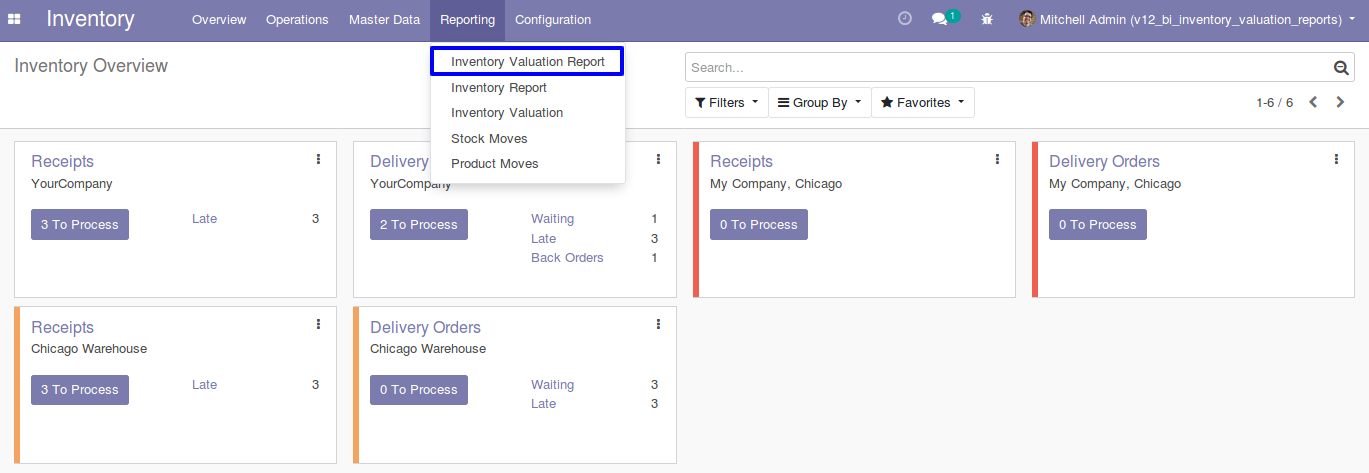 Inventory Overview Operations Master Data Reporting Configuration 1 Mitchell Admin (v12_bi_inventory_valuation_reports)
Inventory Overview
Search...
Filters Group By Favorites 1-6 / 6
Inventory Valuation Report
Inventory Report
Inventory Valuation
Stock Moves
Product Moves
Receipts
YourCompany
3 To Process
Late 3
Delivery
YourCompany
2 To Process
Waiting 1
Late 3
Back Orders 1
Receipts
My Company, Chicago
0 To Process
Delivery Orders
My Company, Chicago
0 To Process
Receipts
Chicago Warehouse
3 To Process
Late 3
Delivery Orders
Chicago Warehouse
0 To Process
Waiting 3
Late 3